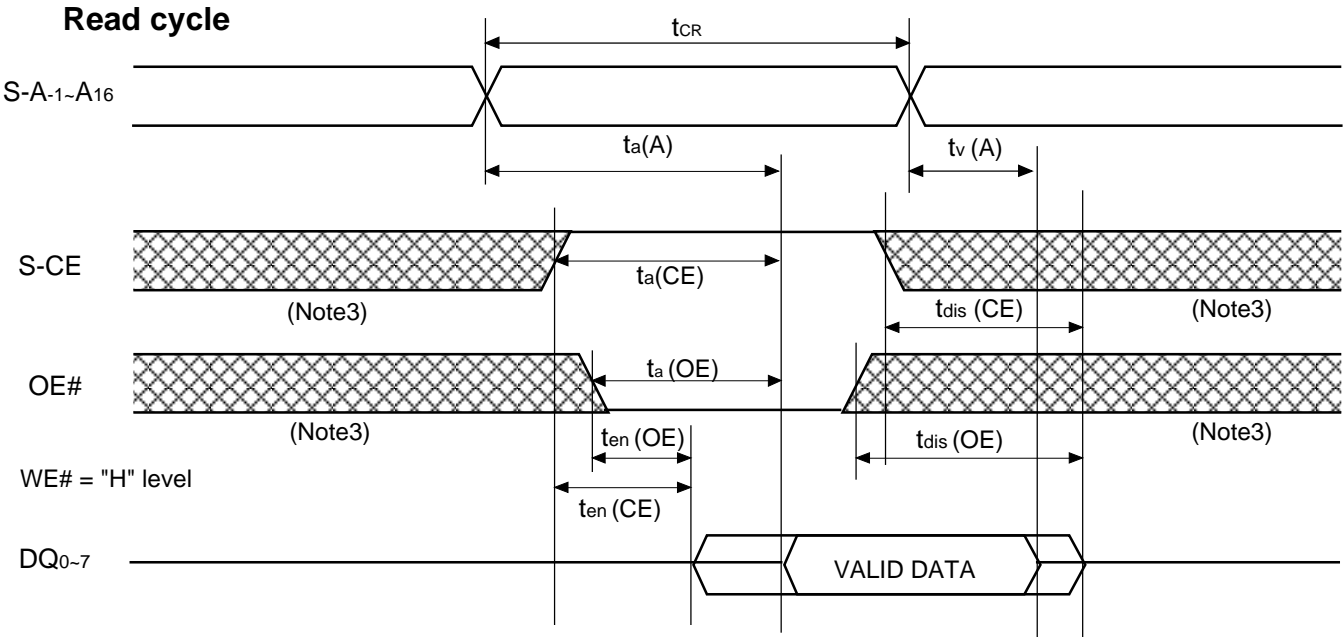 Read cycle
tCR
S-A-1~A16
ta(A)
tv (A)
S-CE
ta(CE)
(Note3)
tdis (CE)
(Note3)
OE#
ta (OE)
(Note3)
ten (OE)
tdis (OE)
(Note3)
WE# = "H" level
ten (CE)
DQ0~7
VALID DATA